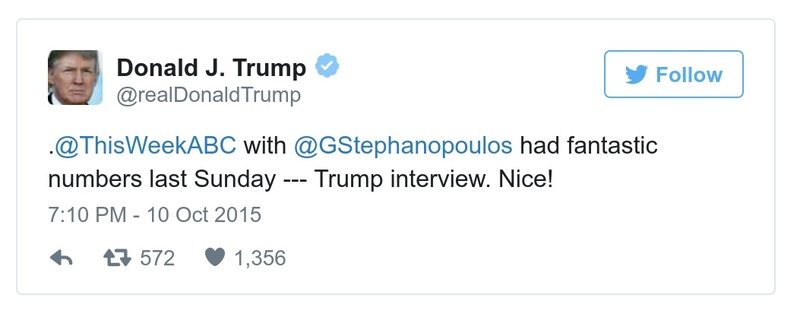 Donald J. Trump
@realDonaldTrump
Follow
.@ThisWeekABC with @GStephanopoulos had fantastic
numbers last Sunday --- Trump interview. Nice!
7:10 PM - 10 Oct 2015
572 1,356